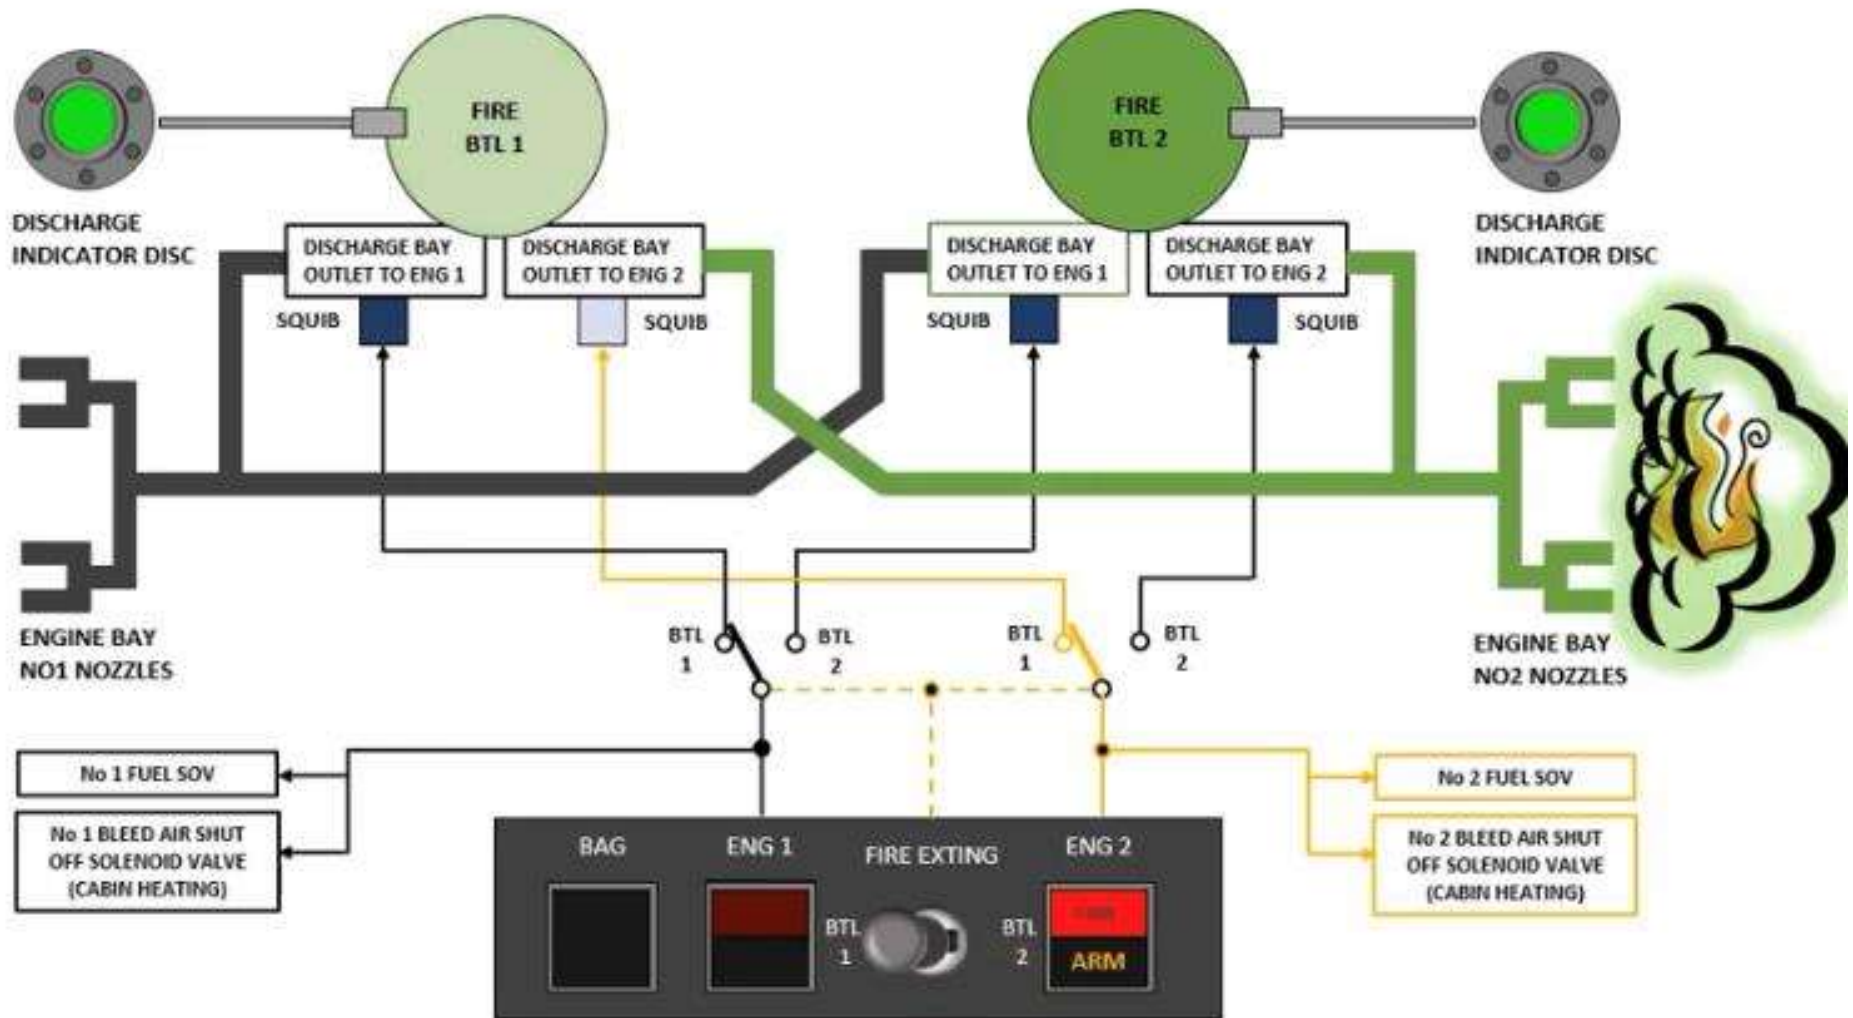 FIRE
BTL 1
FIRE
BTL 2
DISCHARGE
INDICATOR DISC
DISCHARGE BAY
OUTLET TO ENG 1
DISCHARGE BAY
OUTLET TO ENG 2
DISCHARGE BAY
OUTLET TO ENG 1
DISCHARGE BAY
OUTLET TO ENG 2
DISCHARGE
INDICATOR DISC
SQUIB
SQUIB
SQUIB
SQUIB
ENGINE BAY
NO1 NOZZLES
BTL
1
BTL
2
BTL
1
BTL
2
ENGINE BAY
NO2 NOZZLES
No 1 FUEL SOV
No 1 BLEED AIR SHUT
OFF SOLENOID VALVE
(CABIN HEATING)
No 2 FUEL SOV
No 2 BLEED AIR SHUT
OFF SOLENOID VALVE
(CABIN HEATING)
BAG
ENG 1
FIRE EXTING
ENG 2
BTL
1
BTL
2
ARM